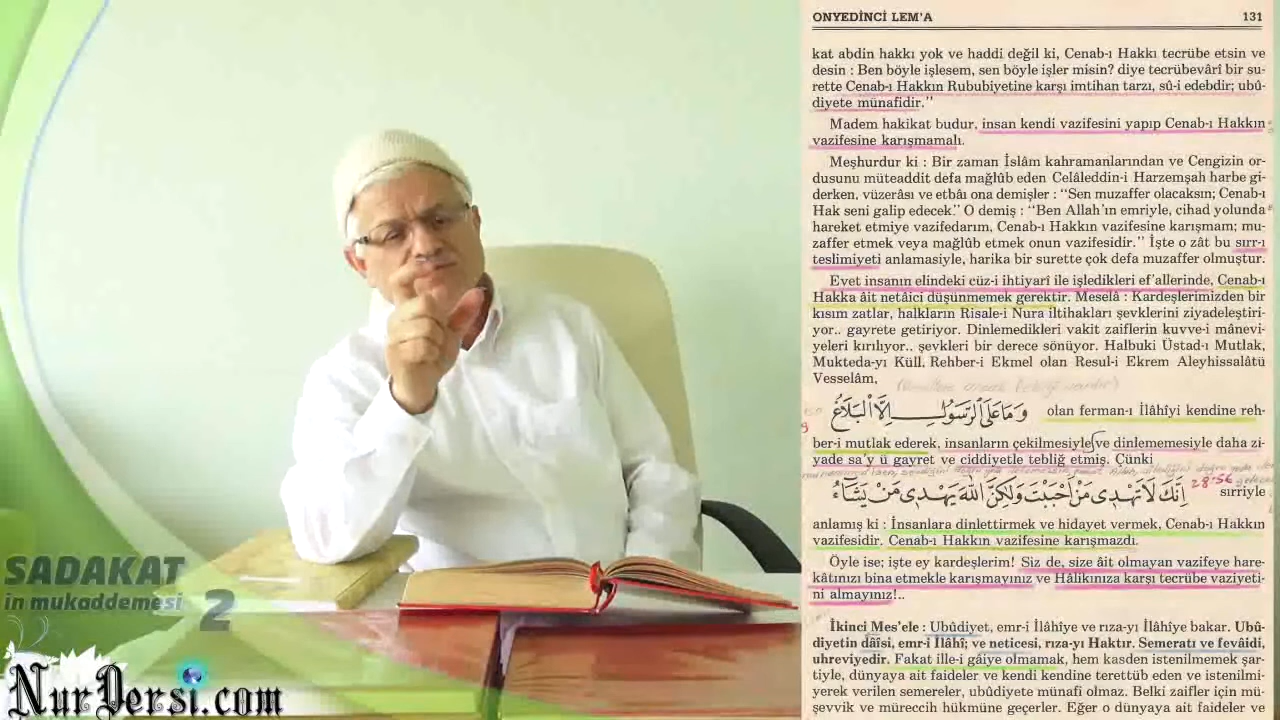 ONYEDİNCİ LEM'A 131
kat abdin hakkı yok ve haddi değil ki, Cenab-ı Hakkı tecrübe etsin ve
desin : Ben böyle işlesem, sen böyle işler misin? diye tecrübevâri bir su-
rette Cenab-ı Hakkın Rububiyetine karşı imtihan tarzı, sû-i edebdir; ubû-
diyete münafidir.''
Madem hakikat budur, insan kendi vazifesini yapıp Cenab-ı Hakkın
vazifesine karışmamalı.
Meşhurdur ki : Bir zaman İslâm kahramanlarından ve Cengizin or-
dusunu müteaddit defa mağlûb eden Celâleddin-i Harzemşah harbe gi-
derken, vüzerâsı ve etbâı ona demişler : ''Sen muzaffer olacaksın; Cenab-ı
Hak seni galip edecek.'' O demiş : ''Ben Allah'ın emriyle, cihad yolunda
hareket etmiye vazifedarım, Cenab-ı Hakkın vazifesine karışmam; mu-
zaffer etmek veya mağlûb etmek onun vazifesidir.'' İşte o zât bu sırr-ı
teslimiyeti anlamasiyle, harika bir surette çok defa muzaffer olmuştur.
Evet insanın elindeki cüz-i ihtiyarî ile işledikleri ef'allerinde, Cenab-ı
Hakka âit netâici düşünmemek gerektir. Meselâ : Kardeşlerimizden bir
kısım zatlar, halkların Risale-i Nura iltihakları şevklerini ziyadeleştiri-
yor.. gayrete getiriyor. Dinlemedikleri vakit zaiflerin kuvve-i mânevi-
yeleri kırılıyor.. şevkleri bir derece sönüyor. Halbuki Üstad-ı Mutlak,
Mukteda-yı Küll, Rehber-i Ekmel olan Resul-i Ekrem Aleyhissalâtü
Vesselâm,
وَمَا عَلَى الرَّسُولِ اِلَّا الْبَلَاغُ olan ferman-ı İlâhîyi kendine reh-
ber-i mutlak ederek, insanların çekilmesiyle ve dinlememesiyle daha zi-
yade sa'y ü gayret ve ciddiyetle tebliğ etmiş. Çünki
اِنَّكَ لَا تَهْدِى مَنْ اَحْبَبْتَ وَلٰكِنَّ اللّٰهَ يَهْدِى مَنْ يَشَٓاءُ 28:56 sırriyle
anlamış ki : İnsanlara dinlettirmek ve hidayet vermek, Cenab-ı Hakkın
vazifesidir. Cenab-ı Hakkın vazifesine karışmazdı.
Öyle ise; işte ey kardeşlerim! Siz de, size âit olmayan vazifeye hare-
kâtınızı bina etmekle karışmayınız ve Hâlikınıza karşı tecrübe vaziyeti-
ni almayınız!..
İkinci Mes'ele : Ubûdiyet, emr-i İlâhîye ve rıza-yı İlâhîye bakar. Ubû-
diyetin dâîsi, emr-i İlâhî; ve neticesi, rıza-yı Haktır. Semeratı ve fevâidi,
uhreviyedir. Fakat ille-i gâiye olmamak, hem kasden istenilmemek şar-
tiyle, dünyaya ait faideler ve kendi kendine terettüb eden ve istenilmi-
yerek verilen semereler, ubûdiyete münafi olmaz. Belki zaifler için mü-
şevvik ve müreccih hükmüne geçerler. Eğer o dünyaya ait faideler ve
SADAKAT
in mukaddemesi 2
NurDersi.com